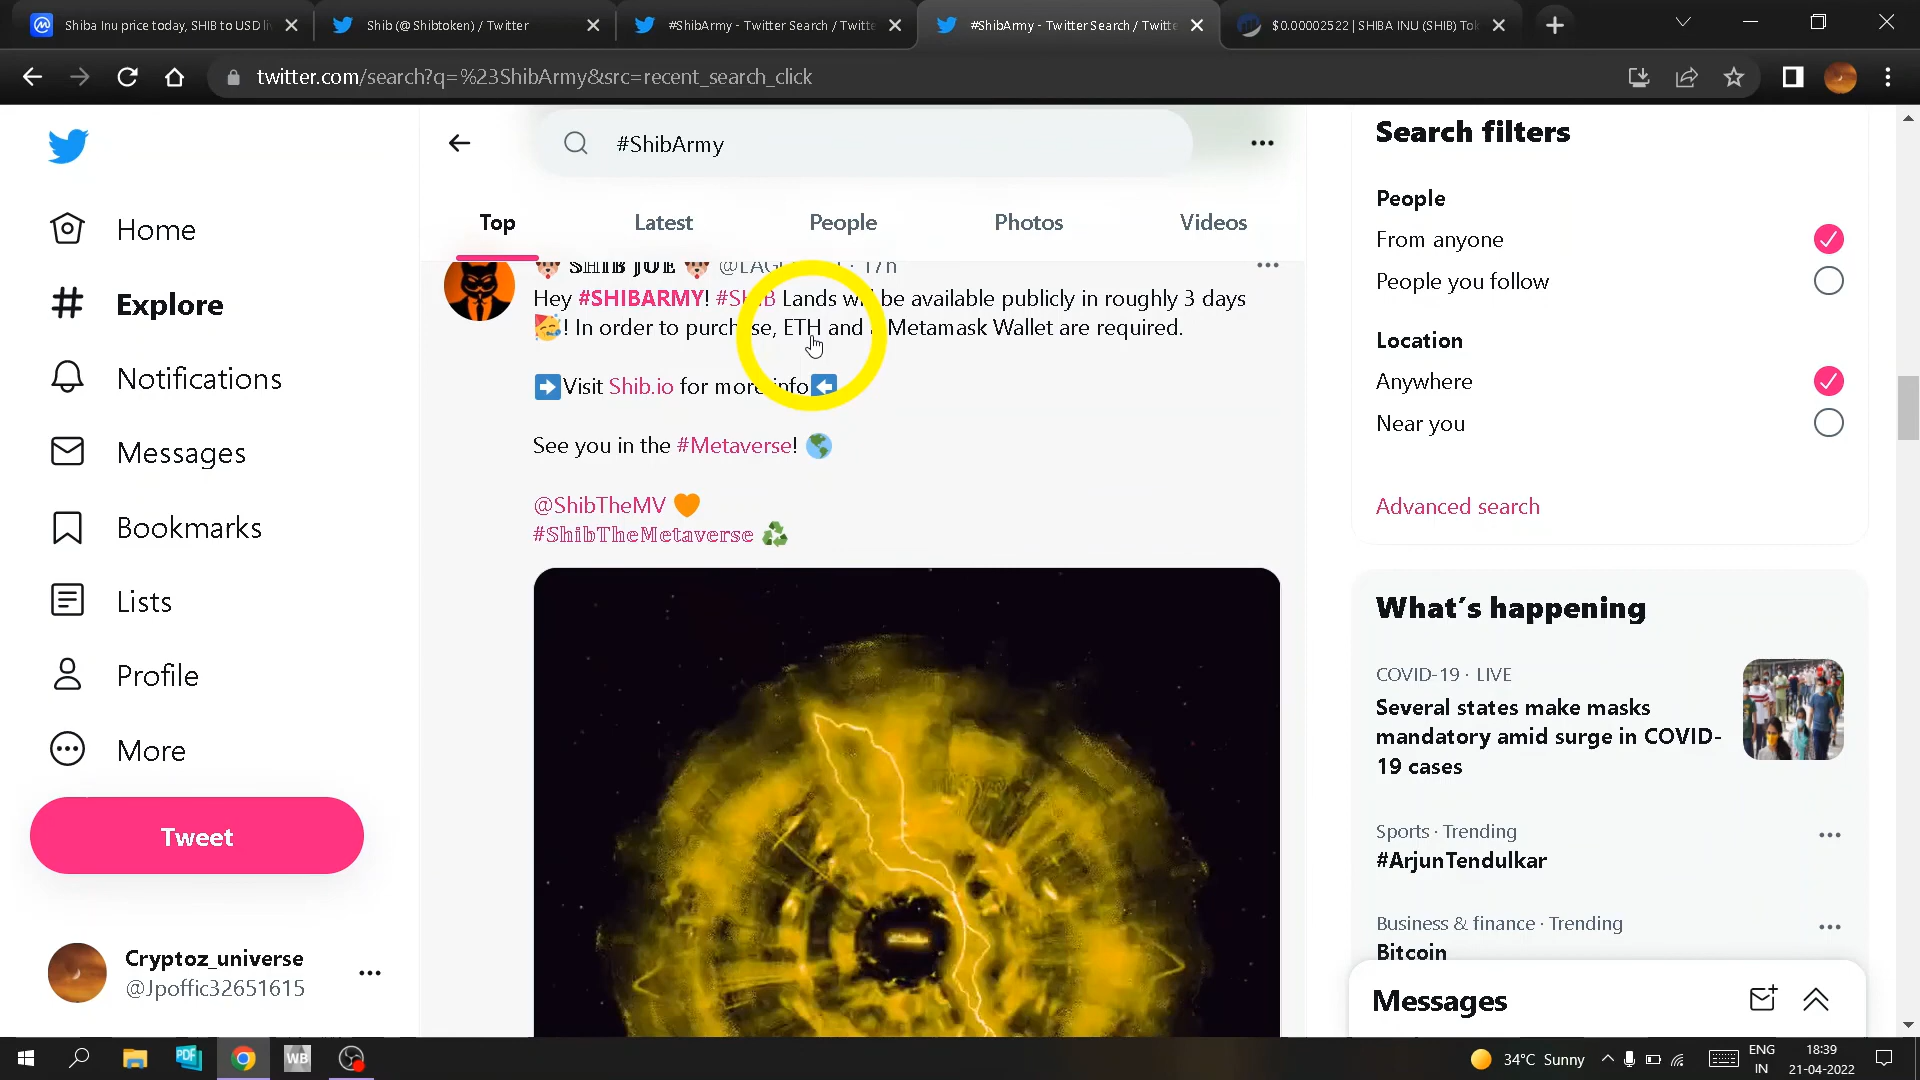 Shiba Inu price today, SHIB to USD li
Shib (@Shibtoken) / Twitter
#ShibArmy - Twitter Search / Twitte
#ShibArmy - Twitter Search / Twitte
$0.00002522 | SHIBA INU (SHIB) Tok
twitter.com/search?q=%23ShibArmy&src=recent_search_click
#ShibArmy
Top
Latest
People
Photos
Videos
Home
Explore
Notifications
Messages
Bookmarks
Lists
Profile
More
Tweet
Cryptoz_universe
@Jpoffic32651615
SHIB JOE · 17h
Hey #SHIBARMY! #SHIB Lands will be available publicly in roughly 3 days
🥳! In order to purchase, ETH and a Metamask Wallet are required.
➡️Visit Shib.io for more info⬅️
See you in the #Metaverse! 🌎
@ShibTheMV 🧡
#𝕊𝕙𝕚𝕓𝕋𝕙𝕖𝕄𝕖𝕥𝕒𝕧𝕖𝕣𝕤𝕖 ♻️
Search filters
People
From anyone
People you follow
Location
Anywhere
Near you
Advanced search
What's happening
COVID-19 · LIVE
Several states make masks
mandatory amid surge in COVID-
19 cases
Sports · Trending
#ArjunTendulkar
Business & finance · Trending
Bitcoin
Messages
PDF
WB
34°C Sunny
ENG
IN
18:39
21-04-2022